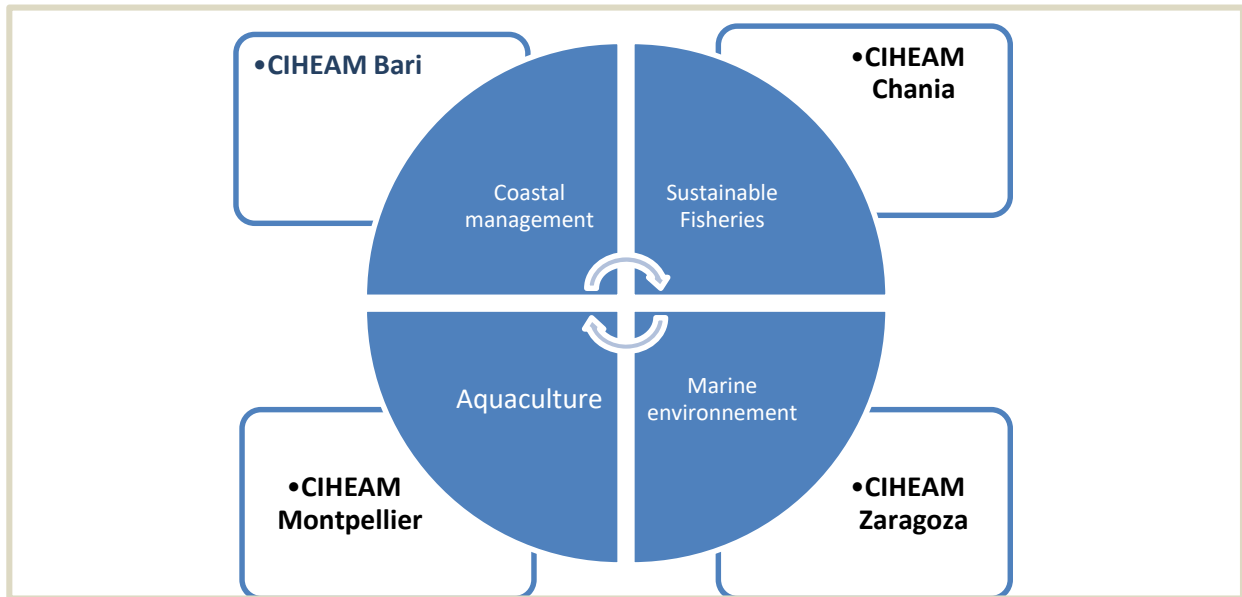 •CIHEAM Bari
•CIHEAM
Chania
Coastal
management
Sustainable
Fisheries
Aquaculture
Marine
environnement
•CIHEAM
Montpellier
•CIHEAM
Zaragoza